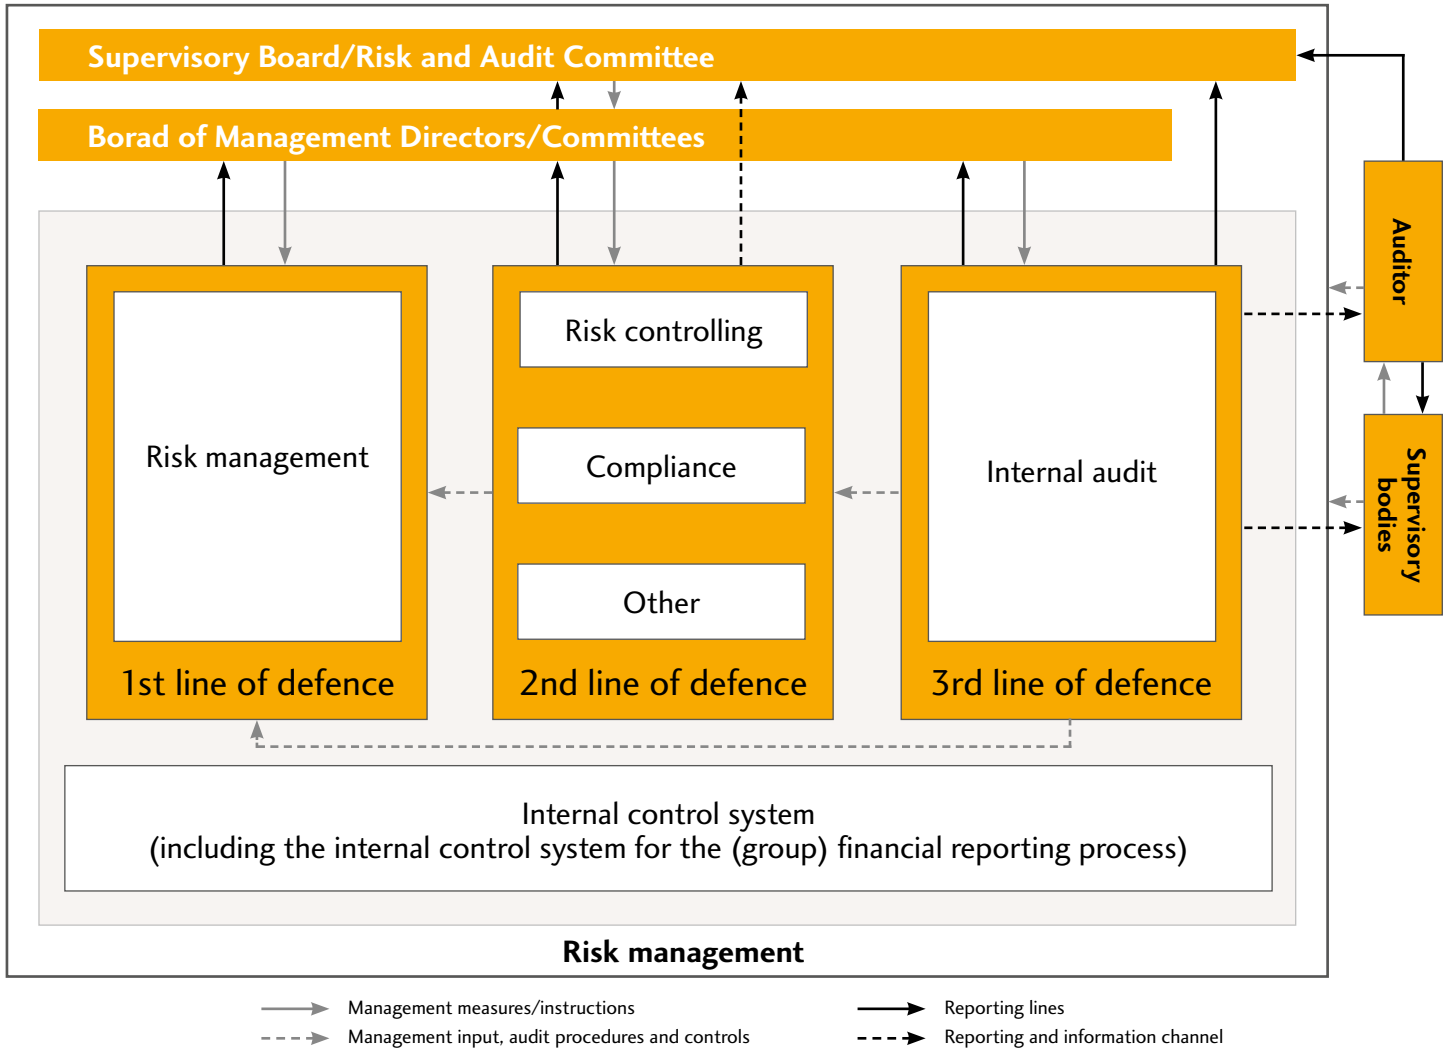 Supervisory Board/Risk and Audit Committee
Borad of Management Directors/Committees
Risk management
1st line of defence
Risk controlling
Compliance
Other
2nd line of defence
Internal audit
3rd line of defence
Auditor
Supervisory
bodies
Internal control system
(including the internal control system for the (group) financial reporting process)
Risk management
Management measures/instructions
Management input, audit procedures and controls
Reporting lines
Reporting and information channel